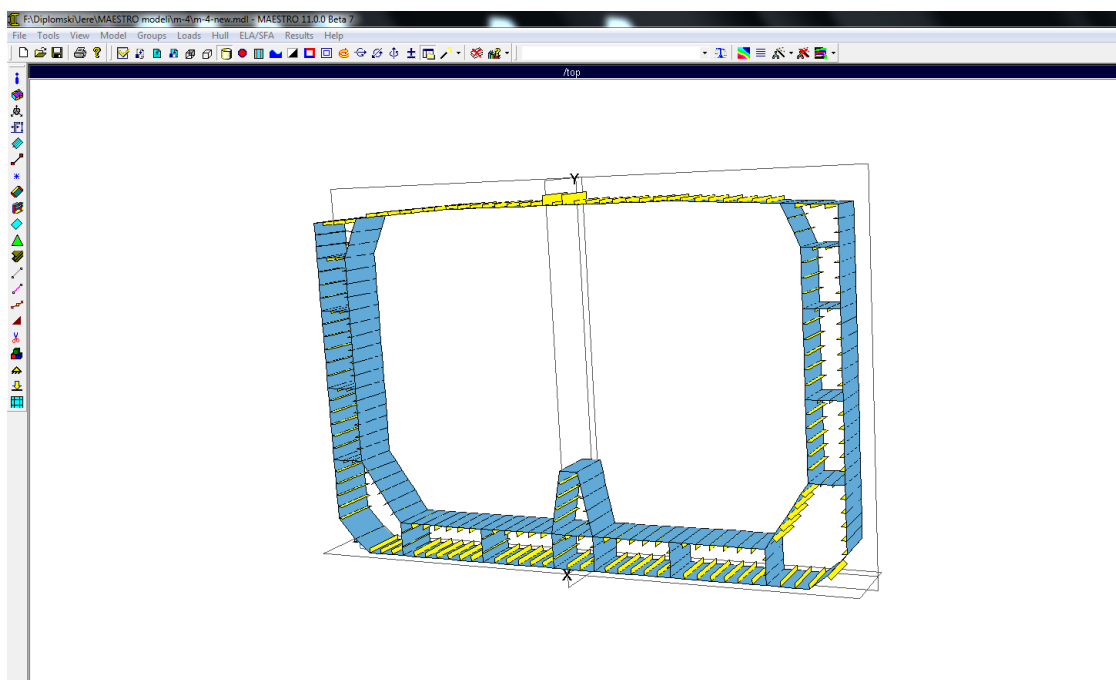 F:\Diplomski\Jere\MAESTRO modeli\m-4\m-4-new.mdl - MAESTRO 11.0.0 Beta 7
File Tools View Model Groups Loads Hull ELA/SFA Results Help
/top
Y
X